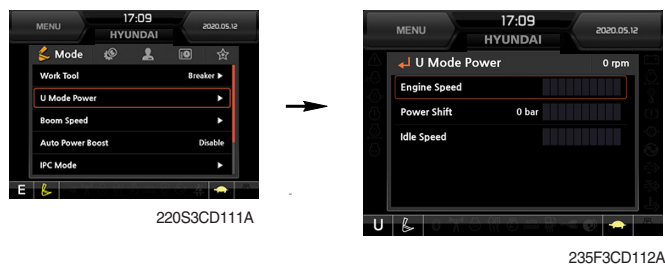 MENU 17:09 2020.05.12
HYUNDAI
Mode
Work Tool Breaker ▶
U Mode Power ▶
Boom Speed ▶
Auto Power Boost Disable
IPC Mode ▶
E
220S3CD111A
MENU 17:09 2020.05.12
HYUNDAI
U Mode Power 0 rpm
Engine Speed
Power Shift 0 bar
Idle Speed
U
235F3CD112A